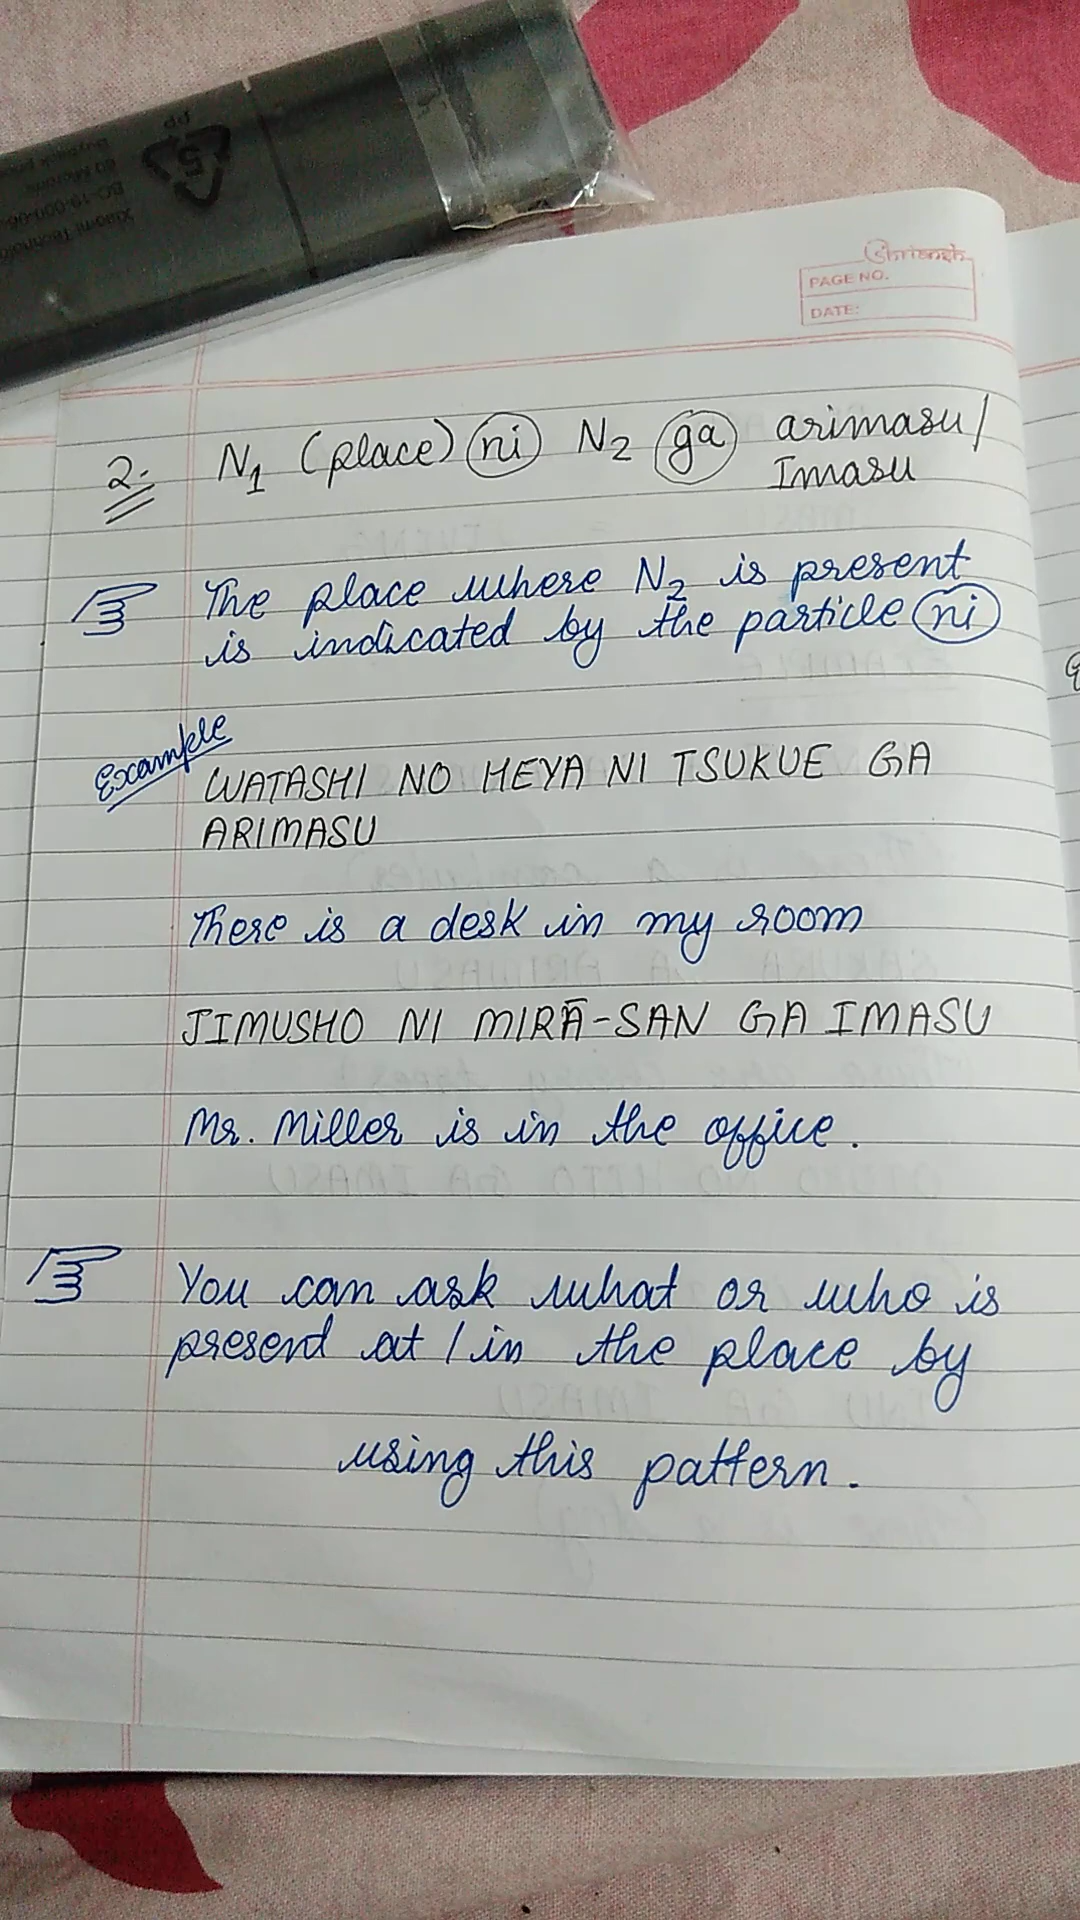 Shriansh
PAGE NO.
DATE:
2. N1 (place) ni N2 ga arimasu/
Imasu
The place where N2 is present
is indicated by the particle ni
Example
WATASHI NO HEYA NI TSUKUE GA
ARIMASU
There is a desk in my room
JIMUSHO NI MIRĀ-SAN GA IMASU
Mr. Miller is in the office.
You can ask what or who is
present at / in the place by
using this pattern.
PP
5